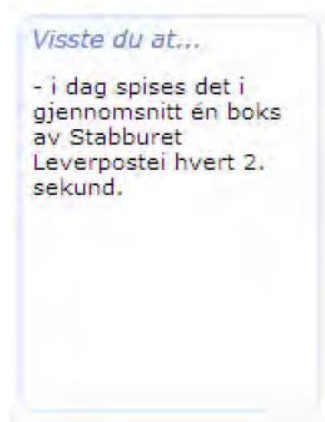 Visste du at...
- i dag spises det i
gjennomsnitt én boks
av Stabburet
Leverpostei hvert 2.
sekund.